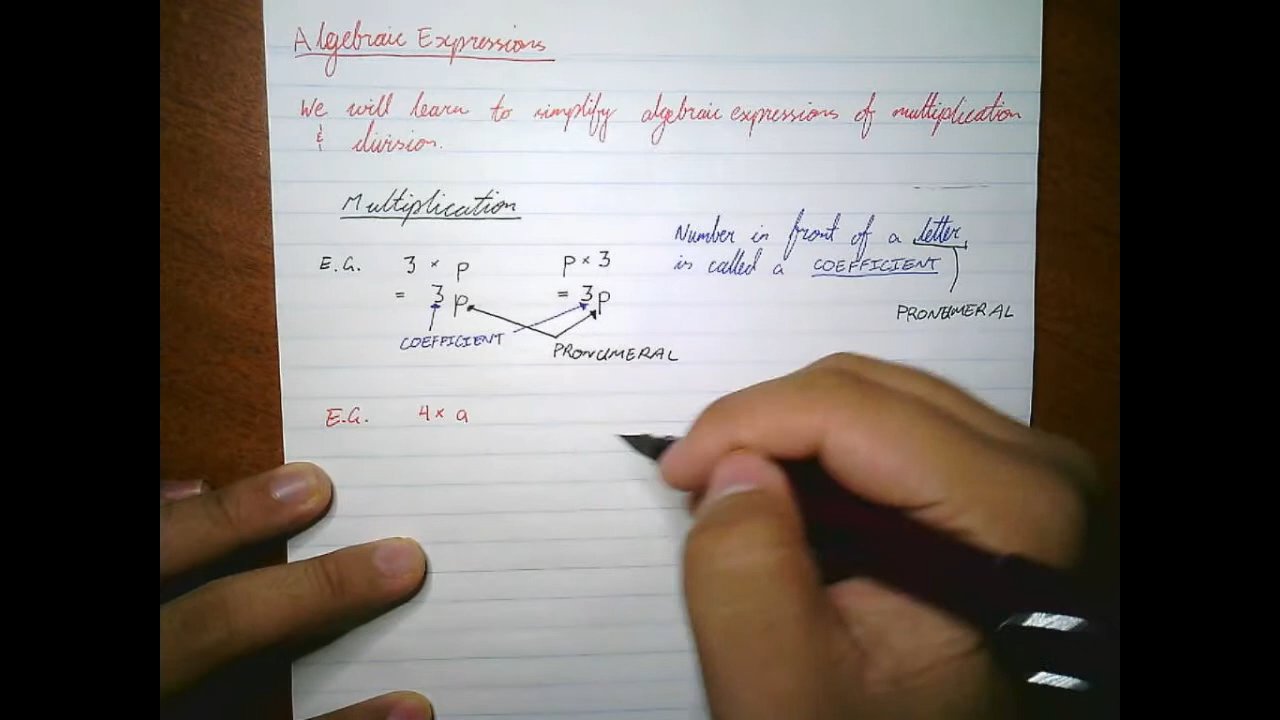 Algebraic Expressions
We will learn to simplify algebraic expressions of multiplication
& division.
Multiplication
Number in front of a letter
is called a COEFFICIENT
PRONUMERAL
E.G. 3 × p p × 3
= 3p = 3p
COEFFICIENT PRONUMERAL
E.G. 4 × a